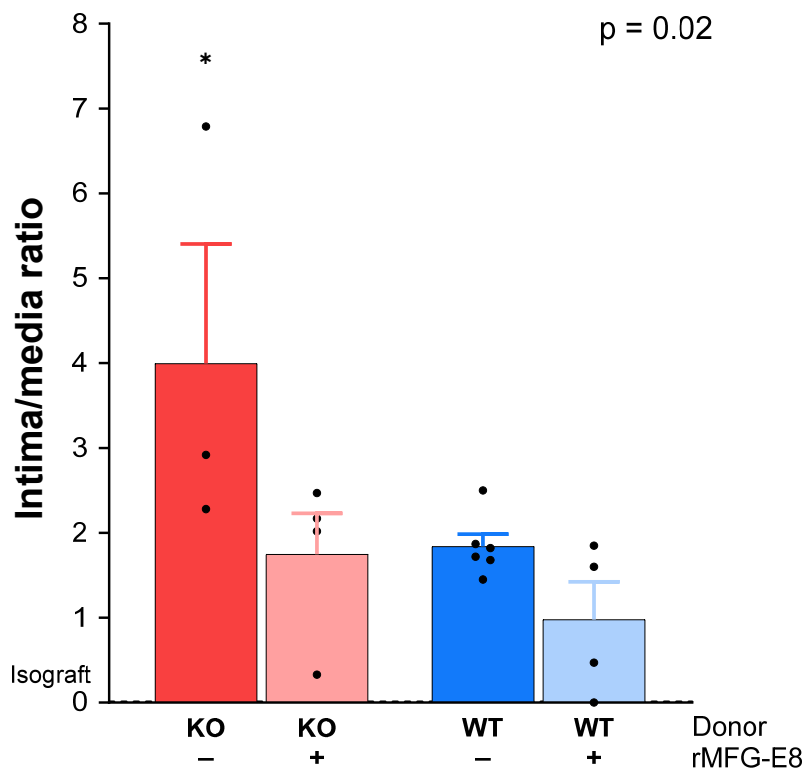 p = 0.02
*
Intima/media ratio
8
7
6
5
4
3
2
1
Isograft
0
KO KO WT WT Donor
– + – + rMFG-E8